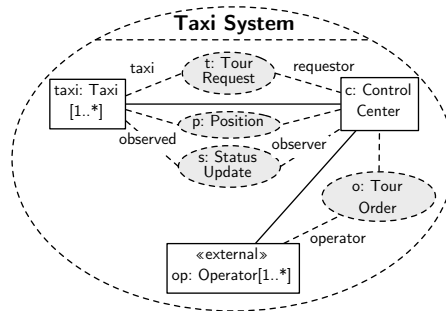 Taxi System
t: Tour
Request
taxi
requestor
taxi: Taxi
[1..*]
c: Control
Center
p: Position
observed
observer
s: Status
Update
o: Tour
Order
operator
«external»
op: Operator[1..*]